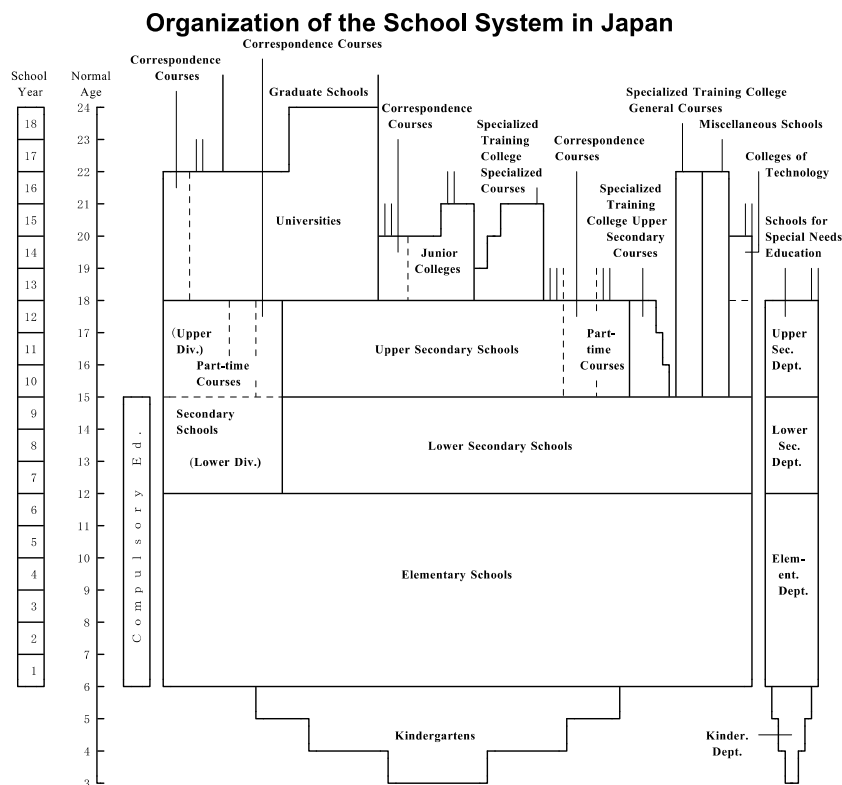 Organization of the School System in Japan
Correspondence Courses
Correspondence
Courses
School
Year
Normal
Age
Graduate Schools
Correspondence
Courses
Specialized
Training
College
Specialized
Courses
Correspondence
Courses
Specialized Training College
General Courses
Miscellaneous Schools
Colleges of
Technology
Specialized
Training
College Upper
Secondary
Courses
Schools for
Special Needs
Education
Universities
Junior
Colleges
(Upper
Div.)
Part-time
Courses
Upper Secondary Schools
Part-
time
Courses
Upper
Sec.
Dept.
Secondary
Schools
(Lower Div.)
Lower Secondary Schools
Lower
Sec.
Dept.
Compulsory Ed.
Elementary Schools
Elem-
ent.
Dept.
Kindergartens
Kinder.
Dept.
18
17
16
15
14
13
12
11
10
9
8
7
6
5
4
3
2
1
24
23
22
21
20
19
18
17
16
15
14
13
12
11
10
9
8
7
6
5
4
3